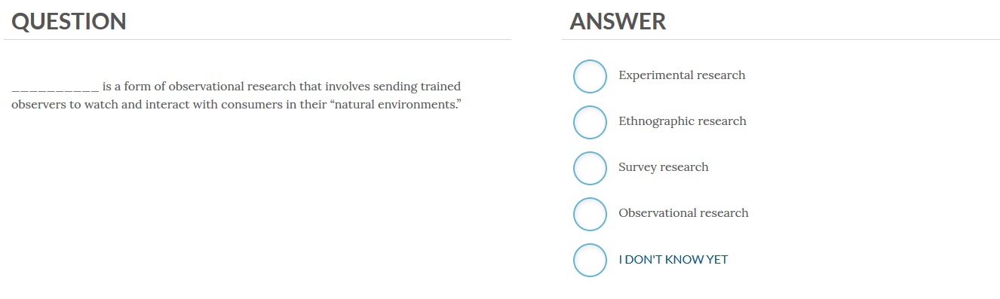 QUESTION
ANSWER
__________ is a form of observational research that involves sending trained
observers to watch and interact with consumers in their “natural environments.”
Experimental research
Ethnographic research
Survey research
Observational research
I DON'T KNOW YET